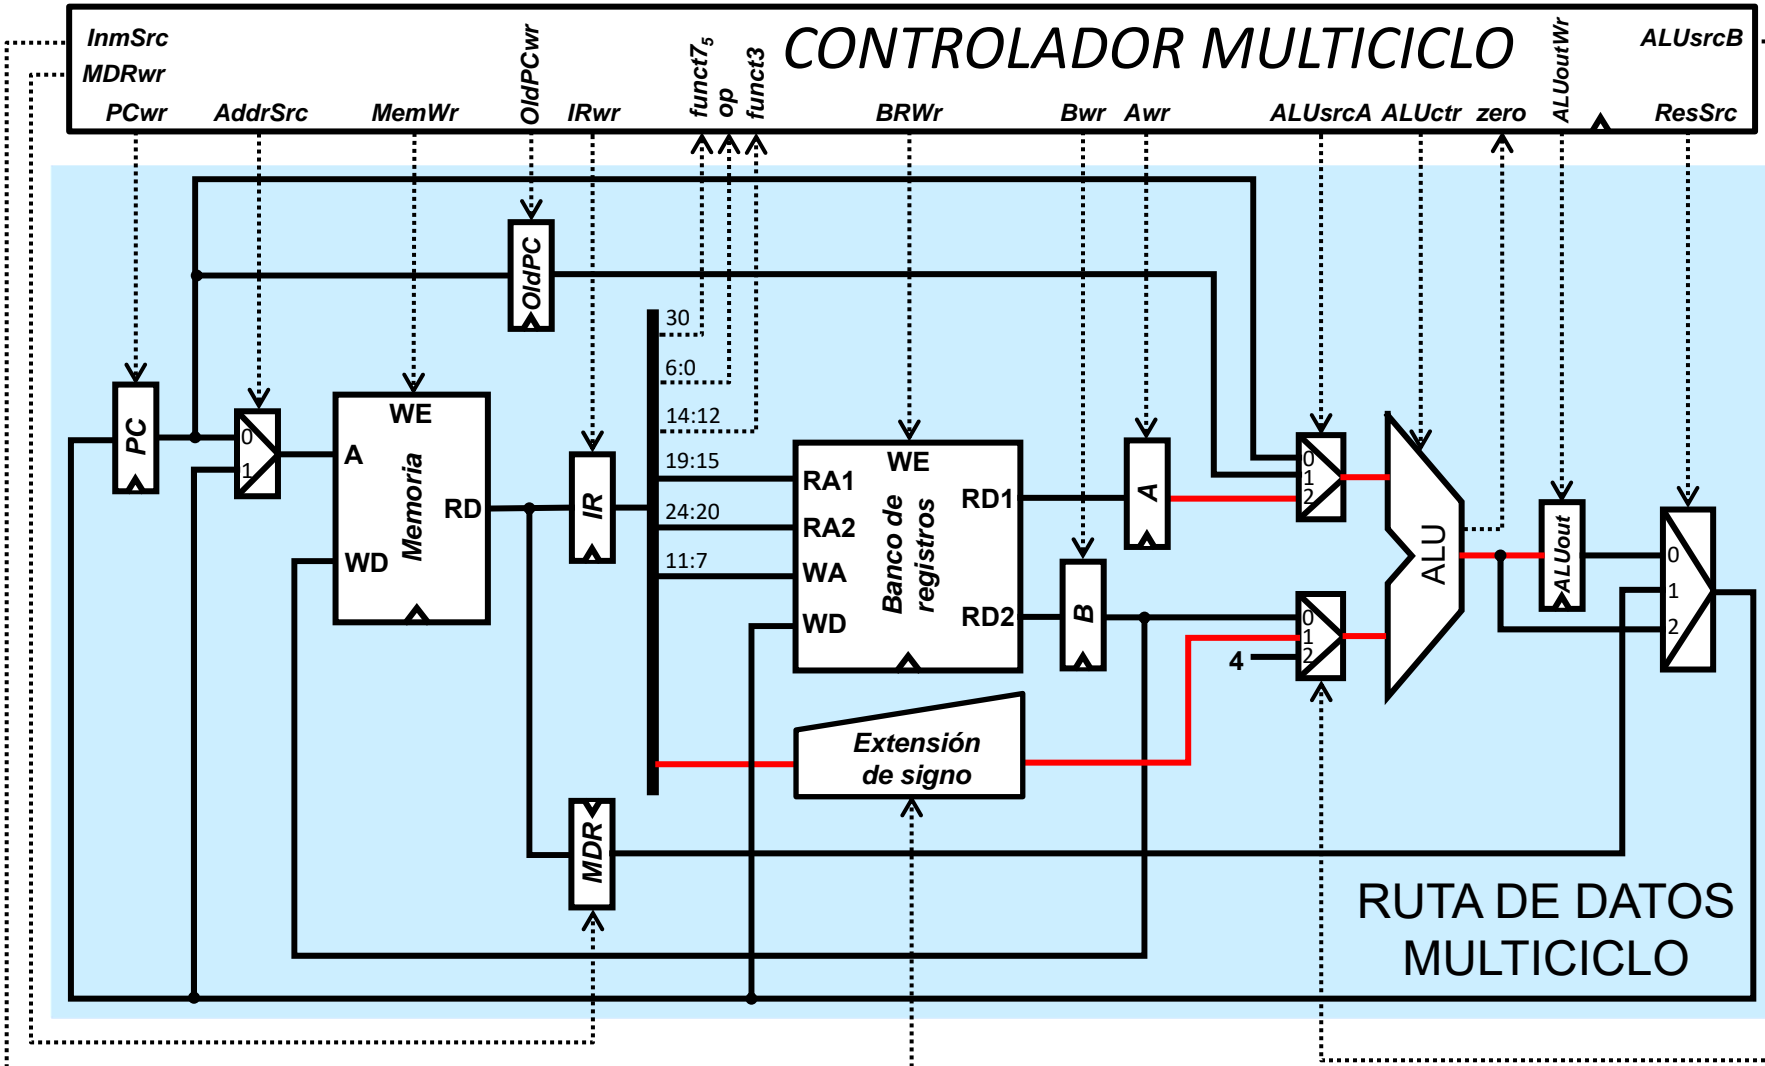 InmSrc
MDRwr
PCwr
AddrSrc
MemWr
OldPCwr
IRwr
funct7₅
op
funct3
CONTROLADOR MULTICICLO
BRWr
Bwr
Awr
ALUsrcA
ALUctr
zero
ALUoutWr
ALUsrcB
ResSrc
OldPC
30
6:0
14:12
19:15
24:20
11:7
PC
0
1
A
WE
WD
RD
Memoria
IR
RA1
RA2
WA
WD
WE
Banco de
registros
RD1
RD2
A
B
0
1
2
0
1
2
4
ALU
ALUout
0
1
2
Extensión
de signo
MDR
RUTA DE DATOS
MULTICICLO